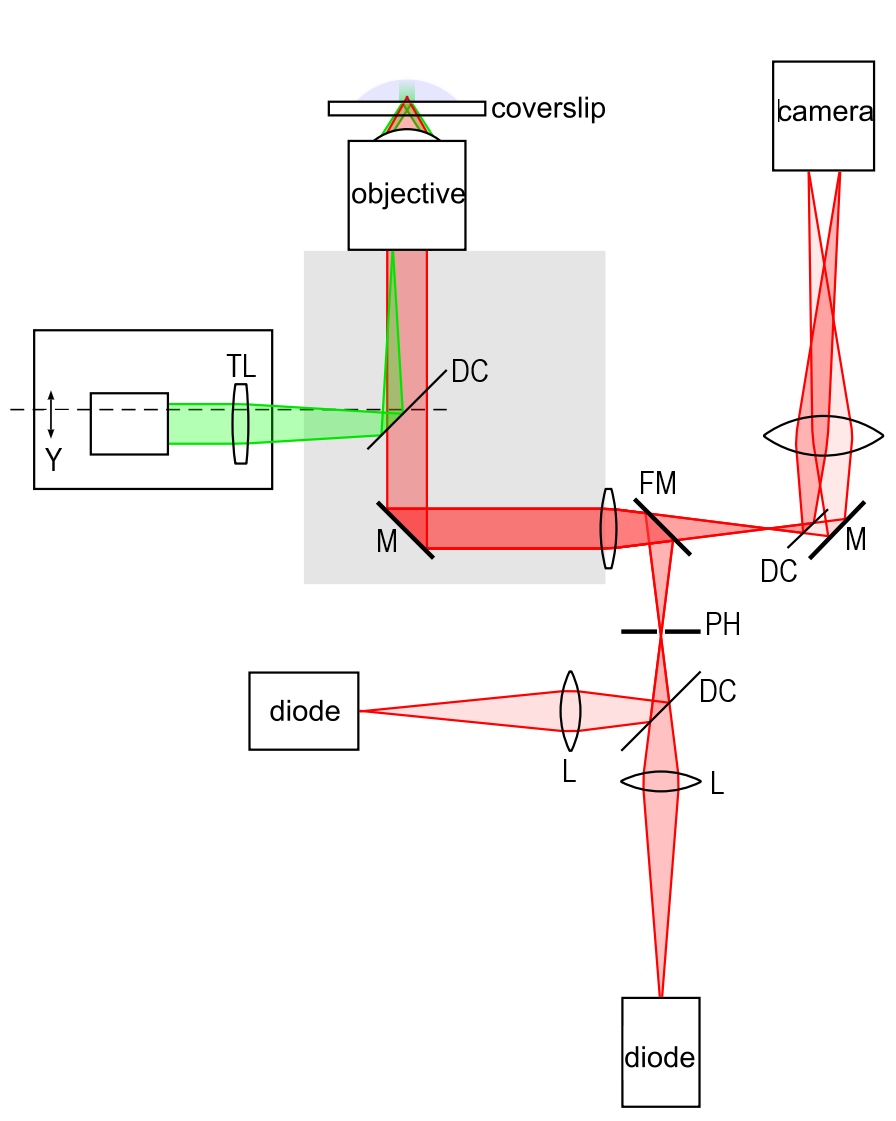 coverslip
camera
objective
TL
DC
Y
FM
M
M
DC
PH
DC
diode
L
L
diode